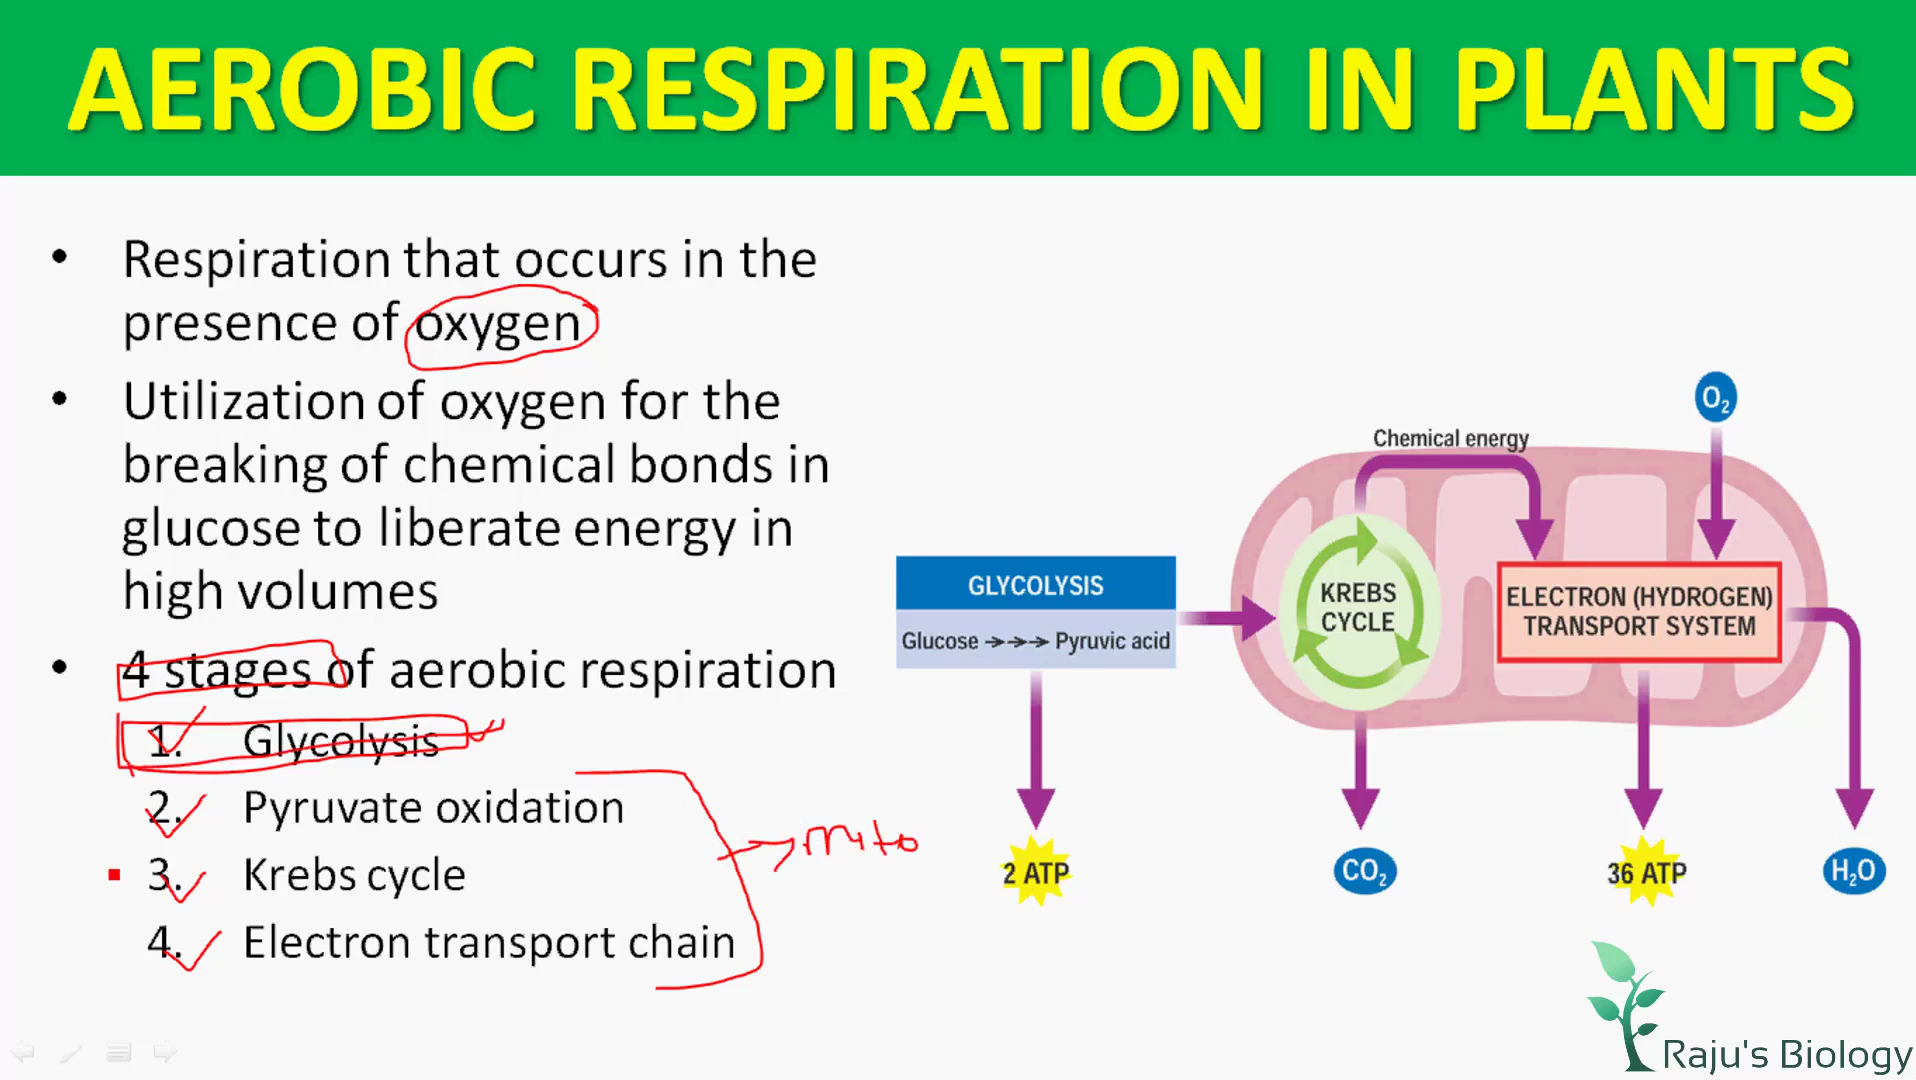 AEROBIC RESPIRATION IN PLANTS
• Respiration that occurs in the
presence of oxygen
• Utilization of oxygen for the
breaking of chemical bonds in
glucose to liberate energy in
high volumes
• 4 stages of aerobic respiration
1. Glycolysis
2. Pyruvate oxidation
3. Krebs cycle
4. Electron transport chain
mito
O₂
Chemical energy
GLYCOLYSIS
Glucose →→→ Pyruvic acid
KREBS
CYCLE
ELECTRON (HYDROGEN)
TRANSPORT SYSTEM
2 ATP
CO₂
36 ATP
H₂O
Raju's Biology